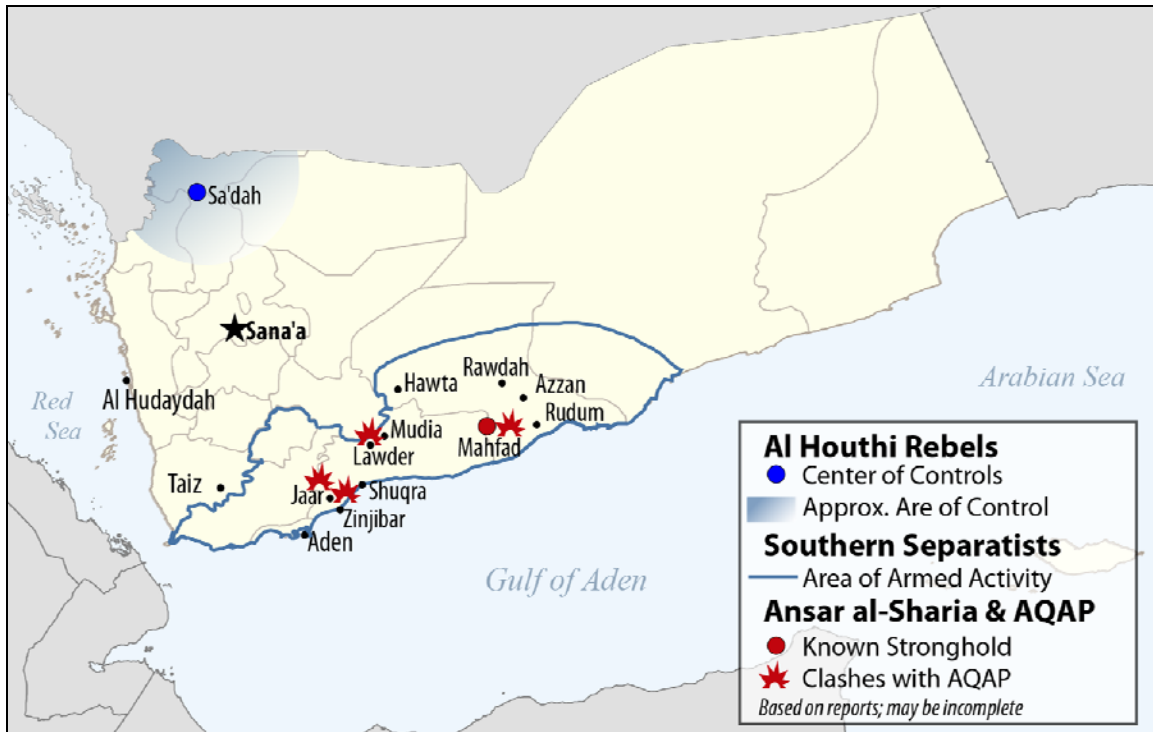 Sa'dah
Sana'a
Al Hudaydah
Red
Sea
Taiz
Hawta
Rawdah
Azzan
Rudum
Mudia
Lawder
Mahfad
Jaar
Shuqra
Zinjibar
Aden
Gulf of Aden
Arabian Sea
Al Houthi Rebels
Center of Controls
Approx. Are of Control
Southern Separatists
Area of Armed Activity
Ansar al-Sharia & AQAP
Known Stronghold
Clashes with AQAP
Based on reports; may be incomplete